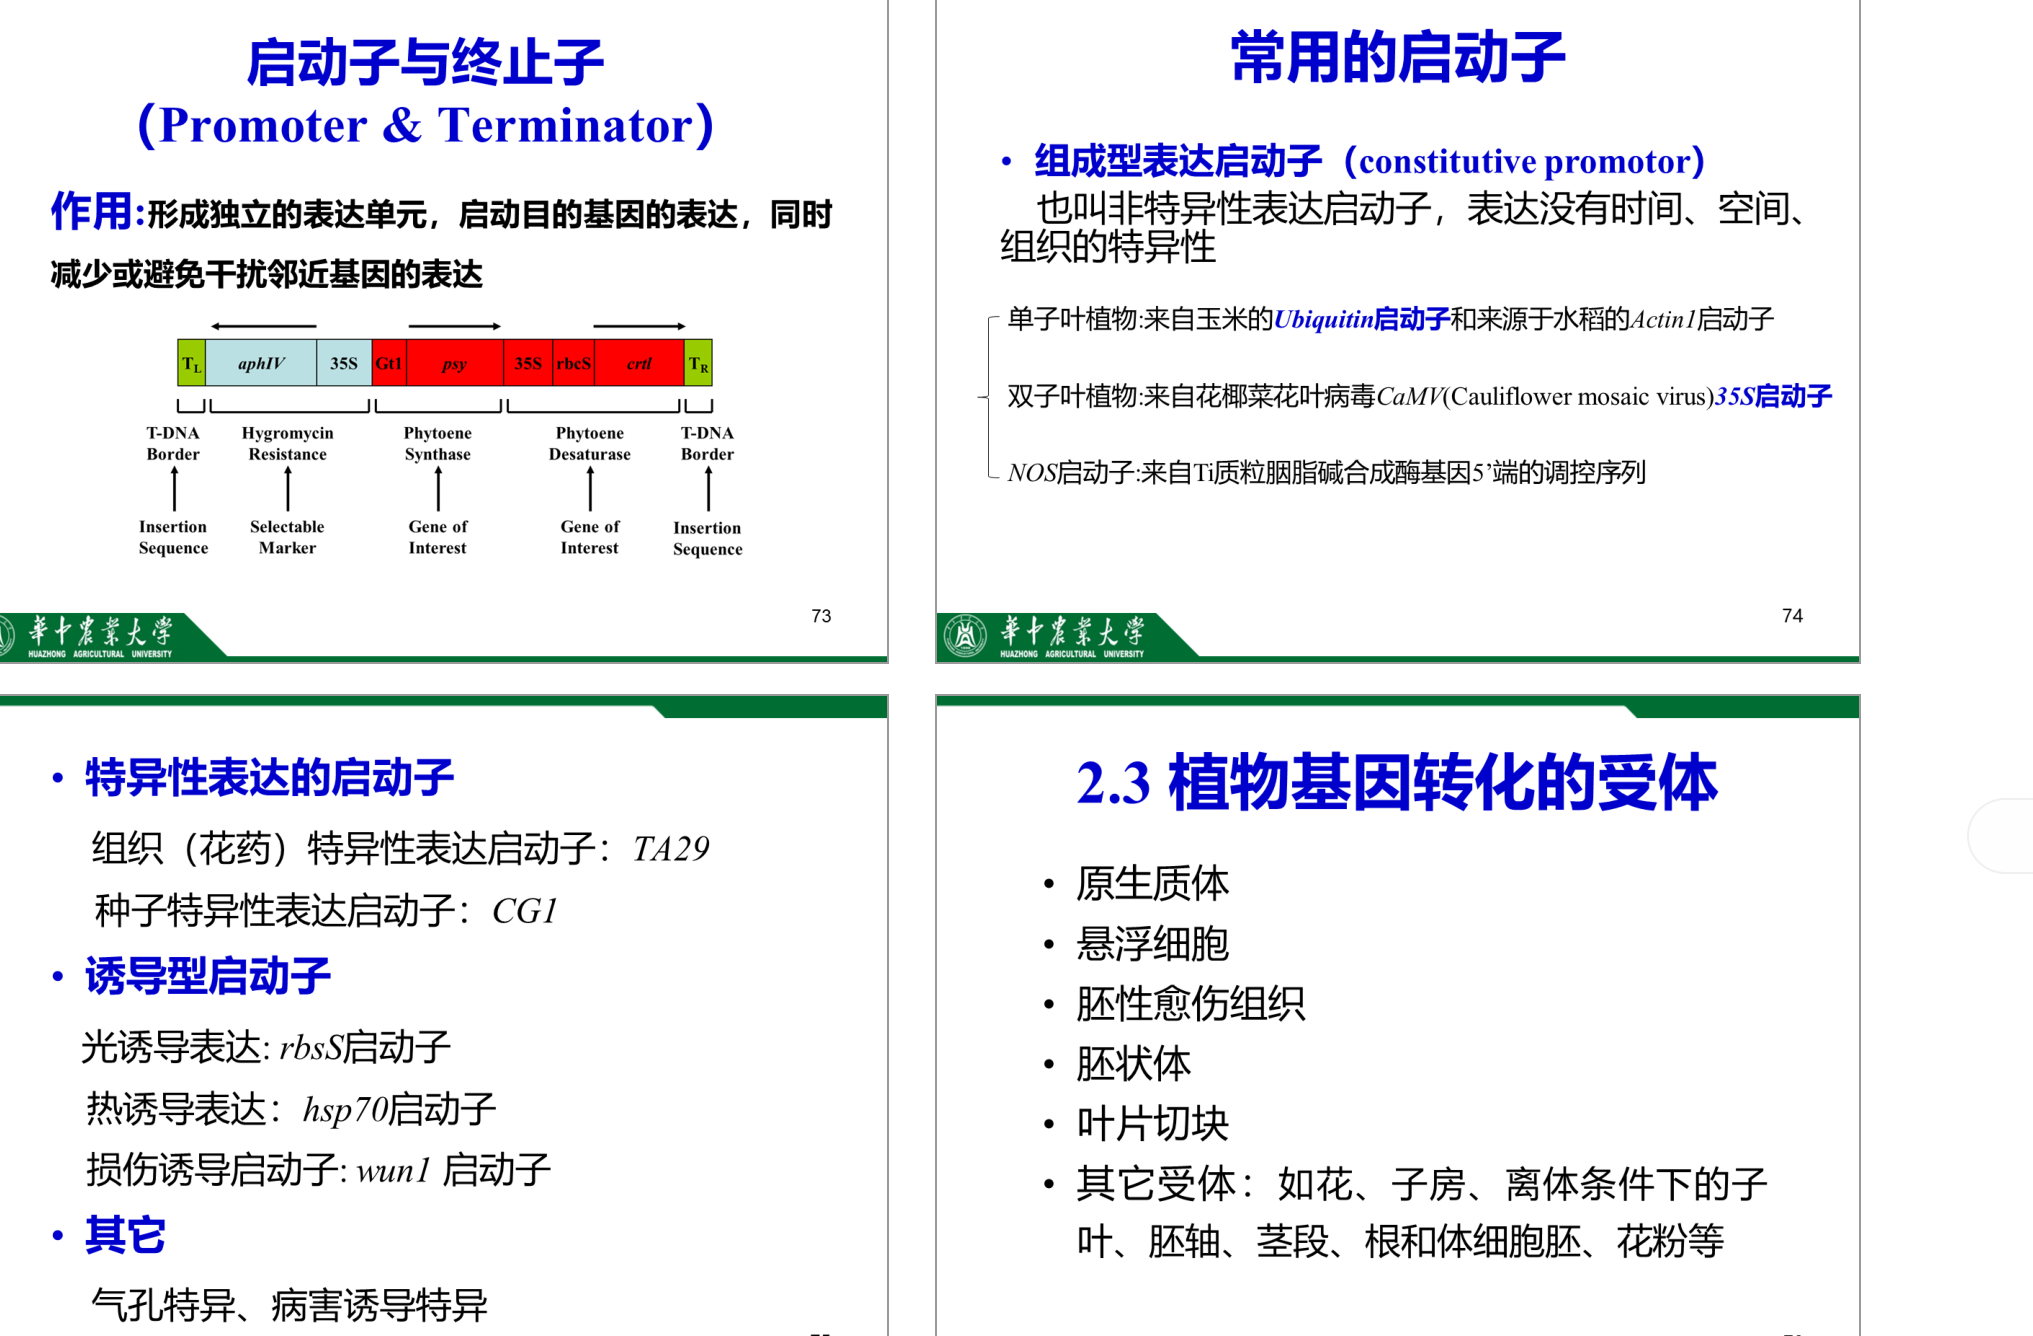 启动子与终止子
（Promoter & Terminator）
作用:形成独立的表达单元，启动目的基因的表达，同时
减少或避免干扰邻近基因的表达
TL aphIV 35S Gt1 psy 35S rbcS crtl TR
T-DNA Border
Hygromycin Resistance
Phytoene Synthase
Phytoene Desaturase
T-DNA Border
Insertion Sequence
Selectable Marker
Gene of Interest
Gene of Interest
Insertion Sequence
73
華中农業大学
HUAZHONG AGRICULTURAL UNIVERSITY
常用的启动子
• 组成型表达启动子（constitutive promotor）
也叫非特异性表达启动子，表达没有时间、空间、
组织的特异性
单子叶植物:来自玉米的Ubiquitin启动子和来源于水稻的Actin1启动子
双子叶植物:来自花椰菜花叶病毒CaMV(Cauliflower mosaic virus)35S启动子
NOS启动子:来自Ti质粒胭脂碱合成酶基因5’端的调控序列
74
華中农業大学
HUAZHONG AGRICULTURAL UNIVERSITY
• 特异性表达的启动子
组织（花药）特异性表达启动子：TA29
种子特异性表达启动子：CG1
• 诱导型启动子
光诱导表达: rbsS启动子
热诱导表达：hsp70启动子
损伤诱导启动子: wun1 启动子
• 其它
气孔特异、病害诱导特异
2.3 植物基因转化的受体
• 原生质体
• 悬浮细胞
• 胚性愈伤组织
• 胚状体
• 叶片切块
• 其它受体：如花、子房、离体条件下的子
叶、胚轴、茎段、根和体细胞胚、花粉等